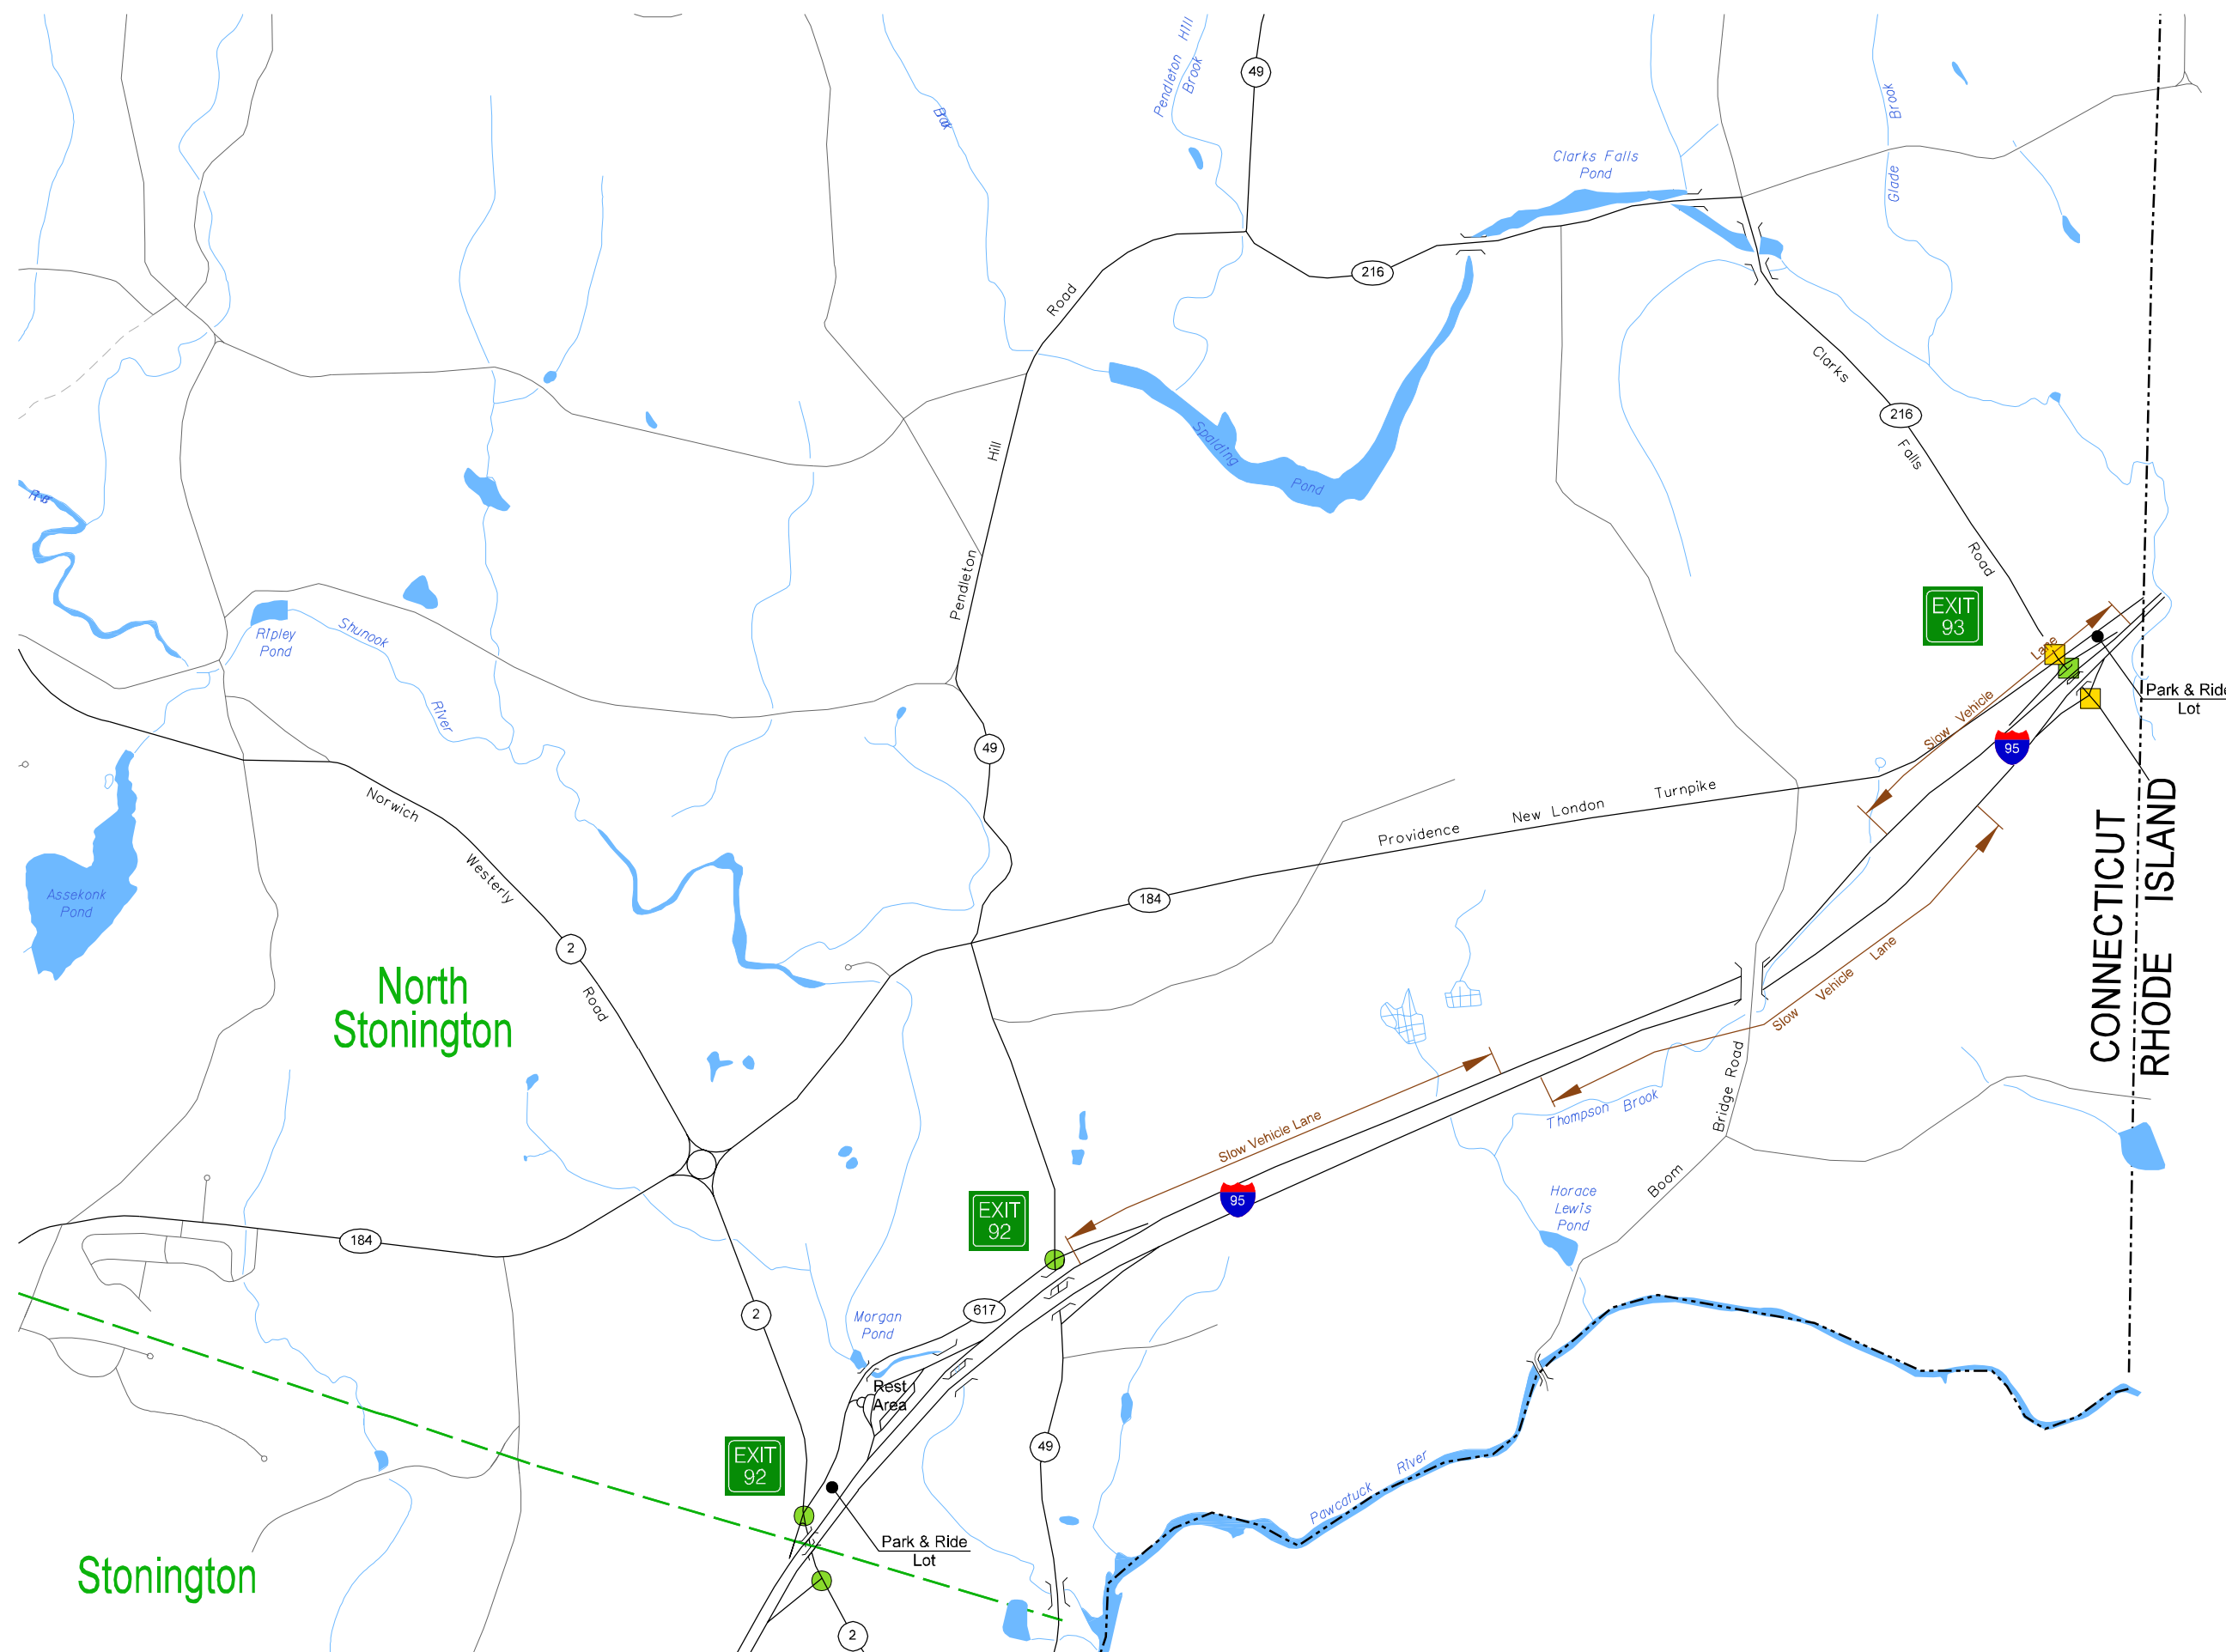 Pendleton Hill
Brook
49
Brook
Glade
Clarks Falls
Pond
216
Road
Clarks
216
Falls
Road
Hill
Spalding
Pond
Pendleton
EXIT
93
Ripley
Pond
Shunook
River
Slow Vehicle Lane
Park & Ride
Lot
95
49
Norwich
Westerly
Road
2
Providence New London Turnpike
184
Assekonk
Pond
CONNECTICUT
RHODE ISLAND
North
Stonington
Slow Vehicle Lane
Slow Vehicle Lane
Thompson Brook
Boom Bridge Road
Horace
Lewis
Pond
95
EXIT
92
184
617
2
Morgan
Pond
Rest
Area
49
EXIT
92
Pawcatuck River
Park & Ride
Lot
Stonington
2